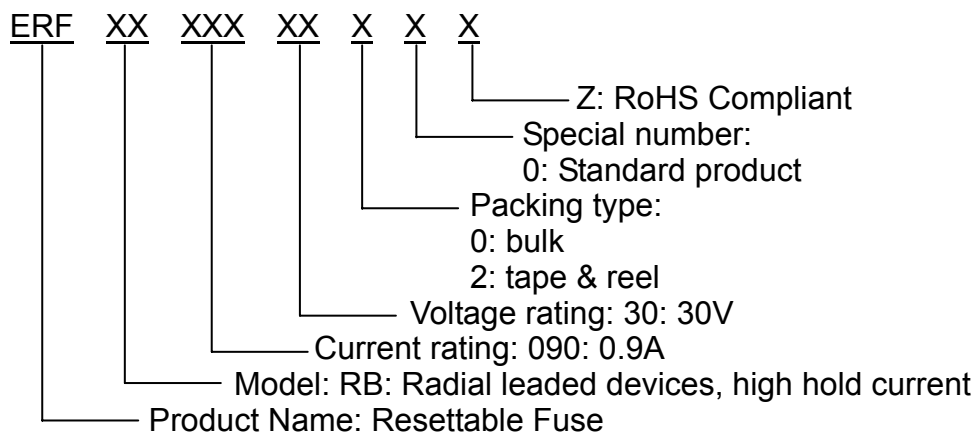 ERF XX XXX XX X X X
Z: RoHS Compliant
Special number:
0: Standard product
Packing type:
0: bulk
2: tape & reel
Voltage rating: 30: 30V
Current rating: 090: 0.9A
Model: RB: Radial leaded devices, high hold current
Product Name: Resettable Fuse